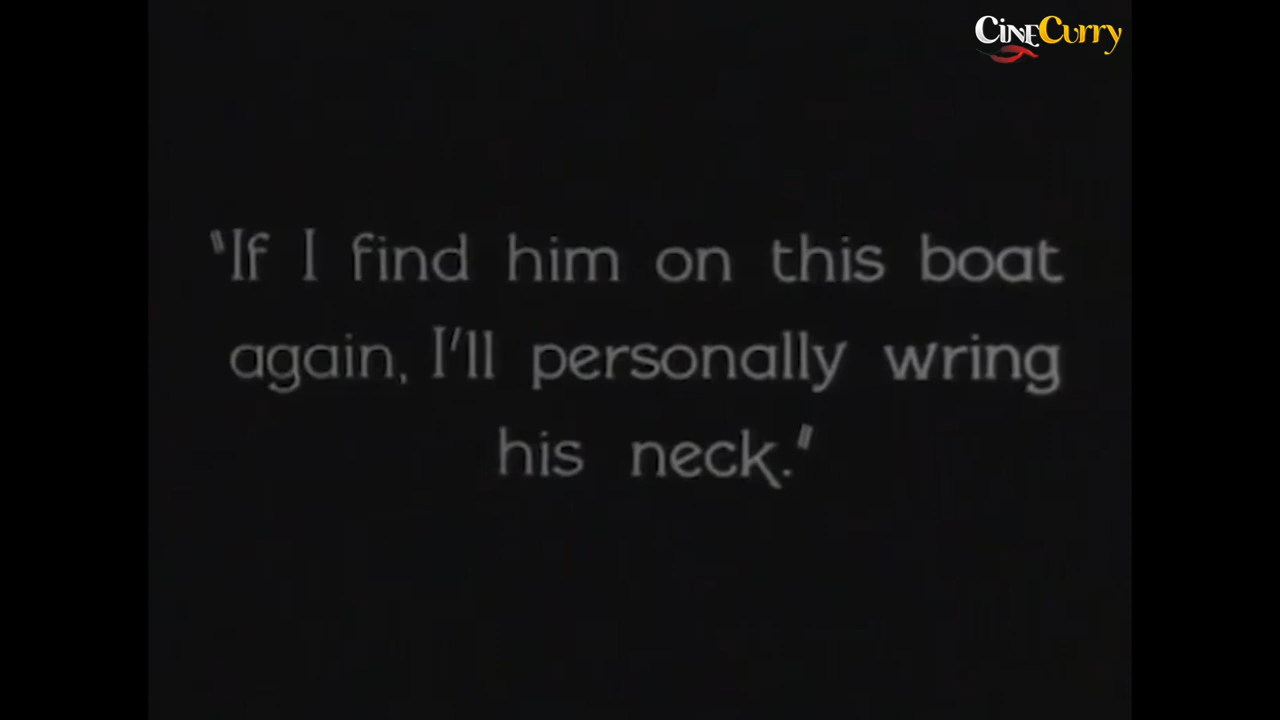 CineCurry
"If I find him on this boat
again, I'll personally wring
his neck."